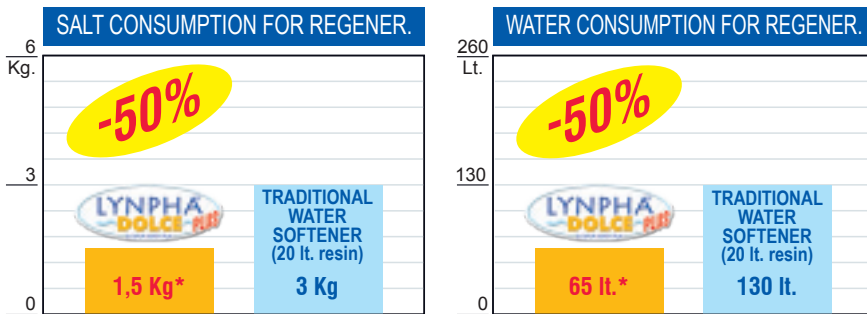 SALT CONSUMPTION FOR REGENER.
6
Kg.
-50%
3
LYNPHA
DOLCE PLUS
TRADITIONAL
WATER
SOFTENER
(20 lt. resin)
1,5 Kg*
3 Kg
0
WATER CONSUMPTION FOR REGENER.
260
Lt.
-50%
130
LYNPHA
DOLCE PLUS
TRADITIONAL
WATER
SOFTENER
(20 lt. resin)
65 lt.*
130 lt.
0